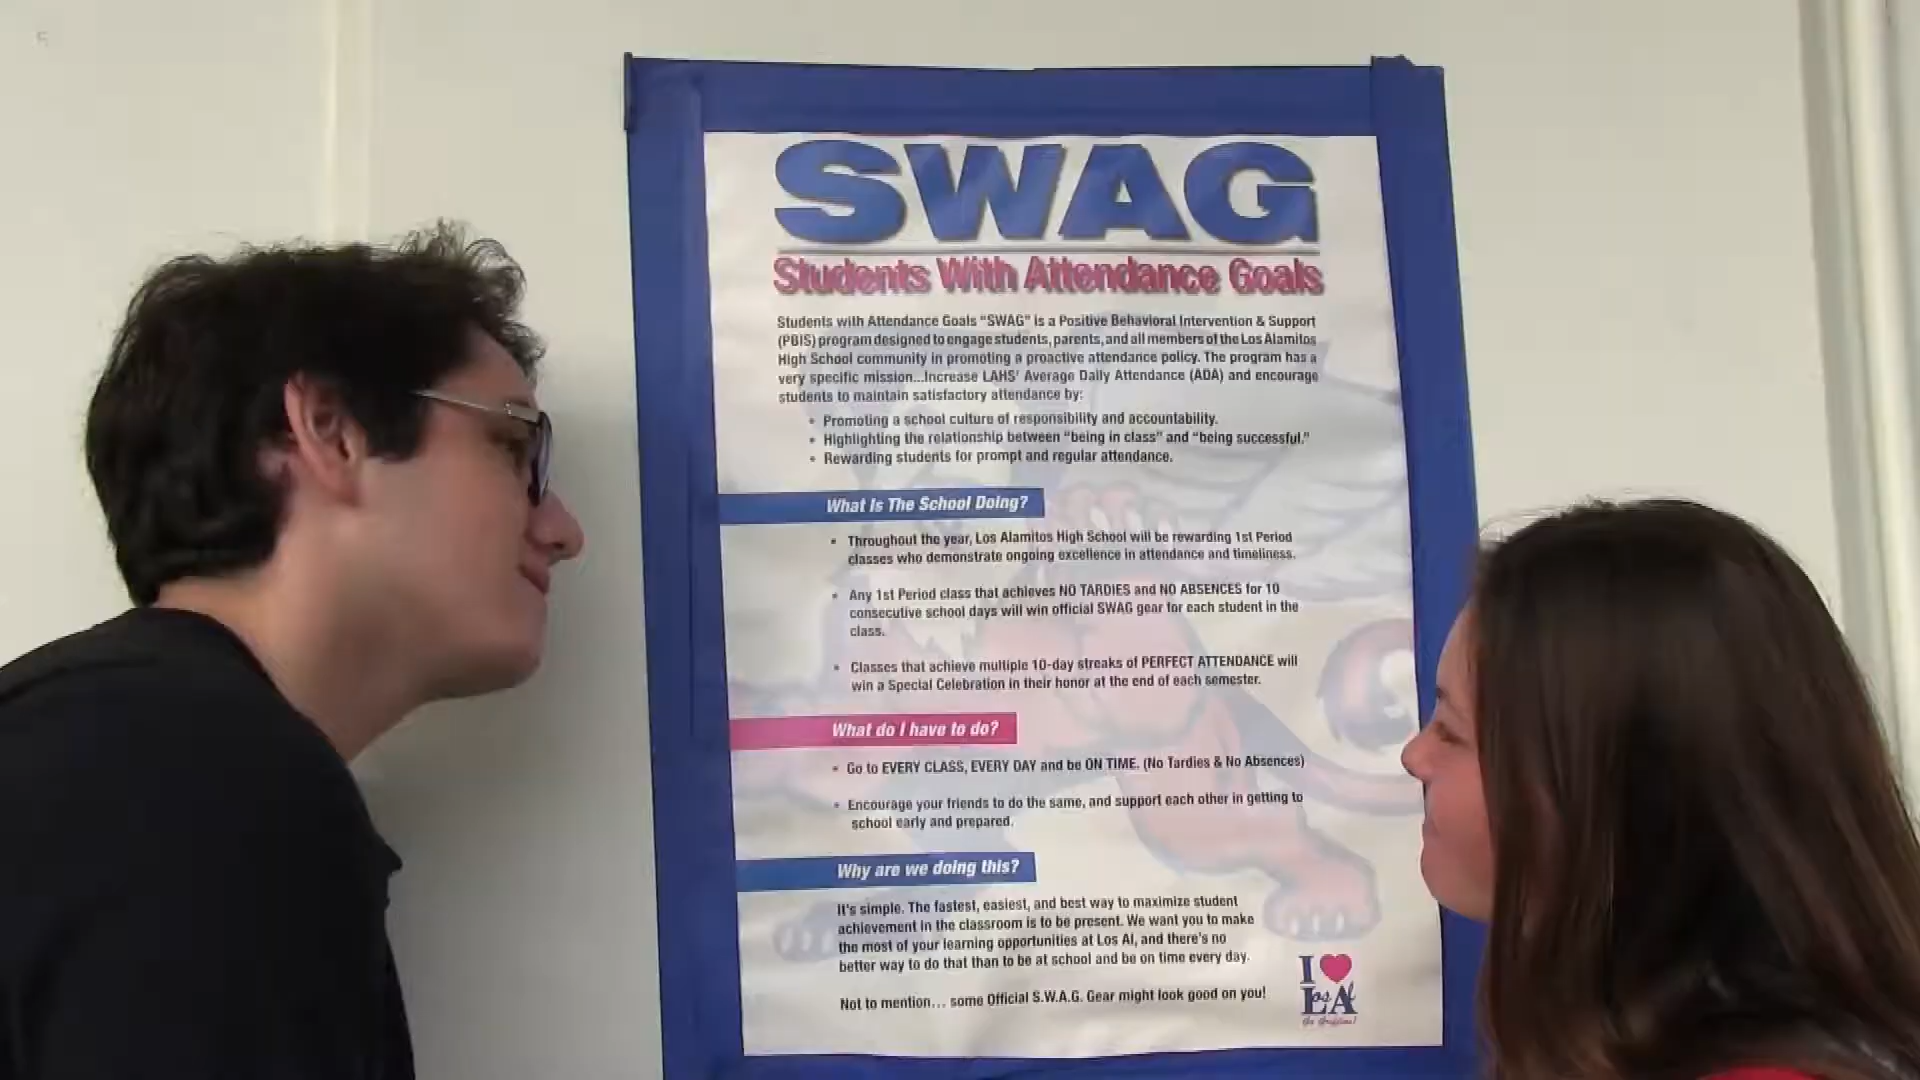 SWAG
Students With Attendance Goals
Students with Attendance Goals “SWAG” is a Positive Behavioral Intervention & Support
(PBIS) program designed to engage students, parents, and all members of the Los Alamitos
High School community in promoting a proactive attendance policy. The program has a
very specific mission...Increase LAHS' Average Daily Attendance (ADA) and encourage
students to maintain satisfactory attendance by:
• Promoting a school culture of responsibility and accountability.
• Highlighting the relationship between “being in class” and “being successful.”
• Rewarding students for prompt and regular attendance.
What Is The School Doing?
• Throughout the year, Los Alamitos High School will be rewarding 1st Period
classes who demonstrate ongoing excellence in attendance and timeliness.
• Any 1st Period class that achieves NO TARDIES and NO ABSENCES for 10
consecutive school days will win official SWAG gear for each student in the
class.
• Classes that achieve multiple 10-day streaks of PERFECT ATTENDANCE will
win a Special Celebration in their honor at the end of each semester.
What do I have to do?
• Go to EVERY CLASS, EVERY DAY and be ON TIME. (No Tardies & No Absences)
• Encourage your friends to do the same, and support each other in getting to
school early and prepared.
Why are we doing this?
It's simple. The fastest, easiest, and best way to maximize student
achievement in the classroom is to be present. We want you to make
the most of your learning opportunities at Los Al, and there's no
better way to do that than to be at school and be on time every day.
Not to mention... some Official S.W.A.G. Gear might look good on you!
I
Los Al